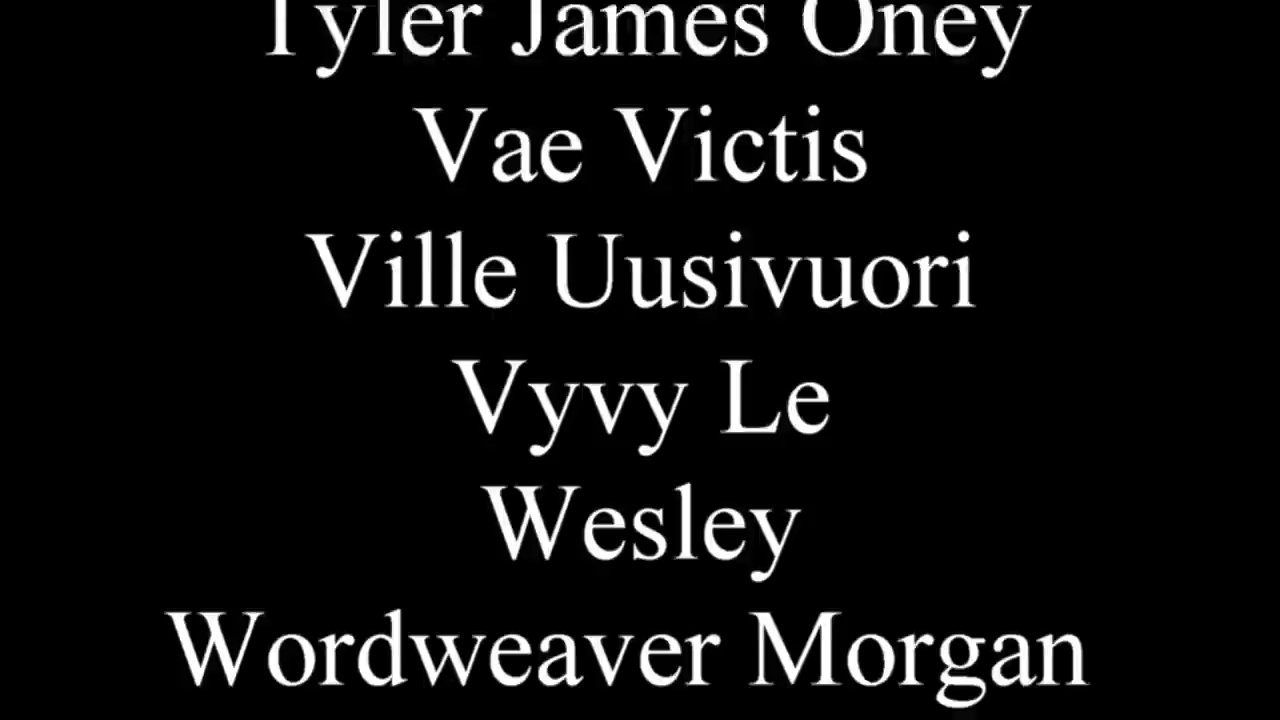 Tyler James Oney
Vae Victis
Ville Uusivuori
Vyvy Le
Wesley
Wordweaver Morgan